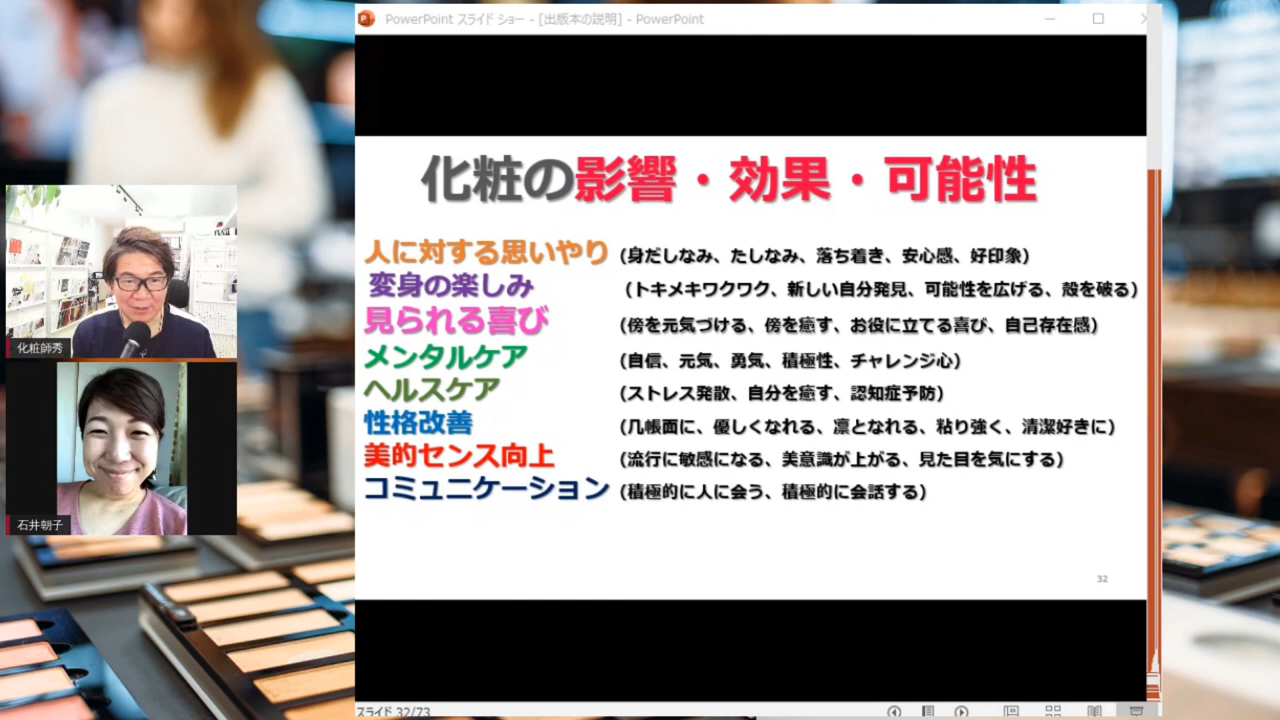 PowerPoint スライド ショー - [出版本の説明] - PowerPoint
化粧の影響・効果・可能性
人に対する思いやり (身だしなみ、たしなみ、落ち着き、安心感、好印象)
変身の楽しみ (トキメキワクワク、新しい自分発見、可能性を広げる、殻を破る)
見られる喜び (傍を元気づける、傍を癒す、お役に立てる喜び、自己存在感)
メンタルケア (自信、元気、勇気、積極性、チャレンジ心)
ヘルスケア (ストレス発散、自分を癒す、認知症予防)
性格改善 (几帳面に、優しくなれる、凛となれる、粘り強く、清潔好きに)
美的センス向上 (流行に敏感になる、美意識が上がる、見た目を気にする)
コミュニケーション (積極的に人に会う、積極的に会話する)
32
スライド 32/73
化粧師秀
石井朝子